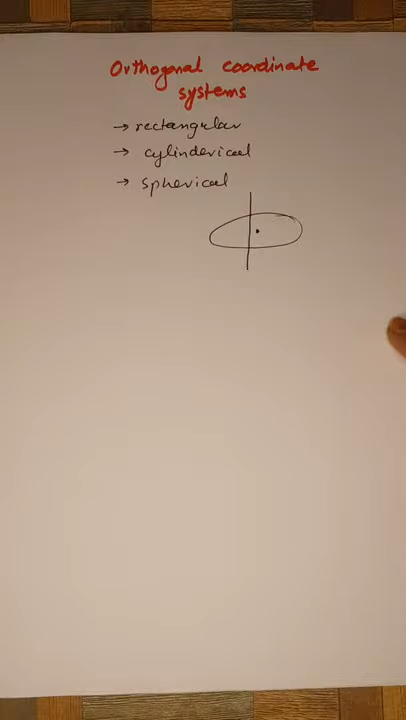 Orthogonal coordinate
systems
→ rectangular
→ cylinderical
→ spherical